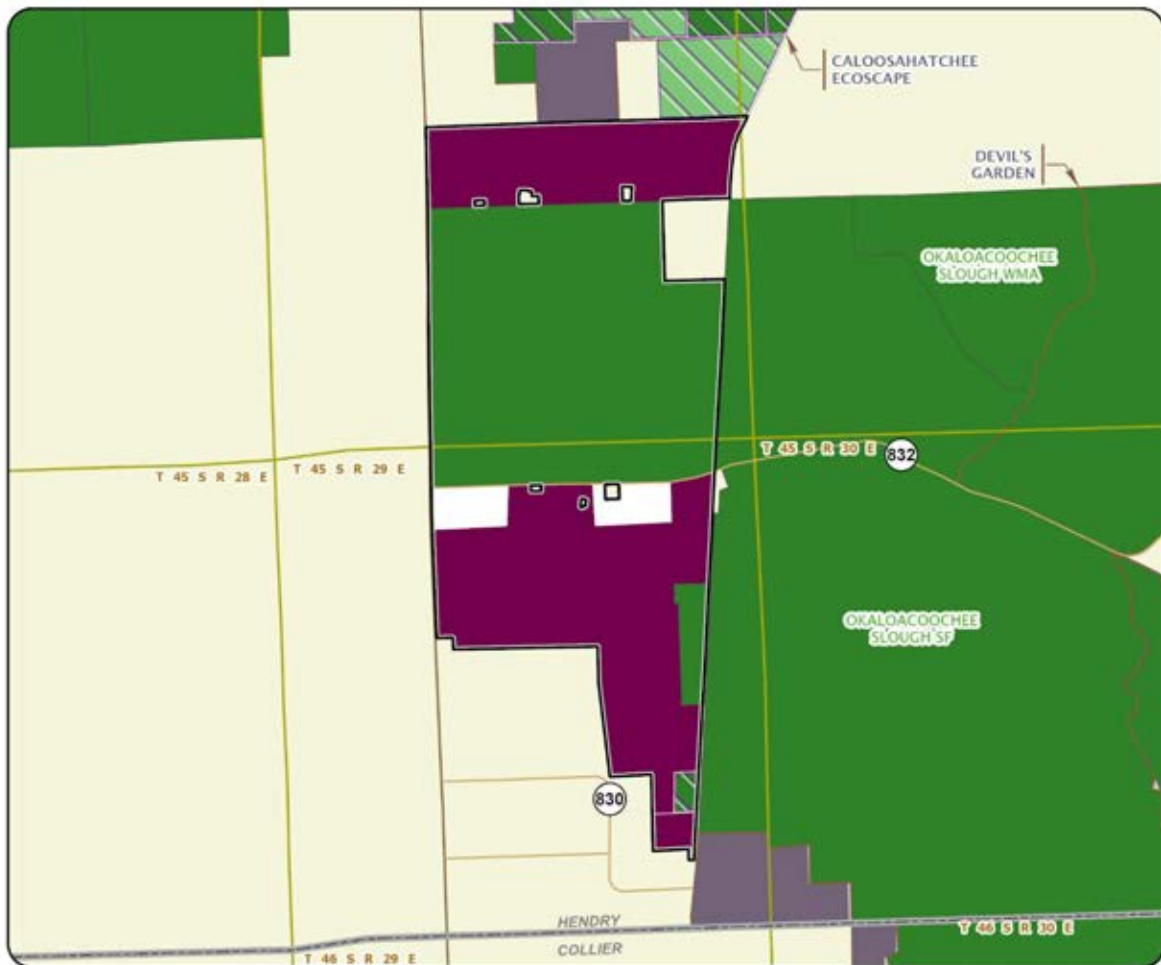 CALOOSAHATCHEE
ECOSCAPE
DEVIL'S
GARDEN
OKALOACOOCHEE
SLOUGH WMA
T 45 S R 28 E
T 45 S R 29 E
T 45 S R 30 E
832
OKALOACOOCHEE
SLOUGH SF
830
HENDRY
COLLIER
T 46 S R 29 E
T 46 S R 30 E